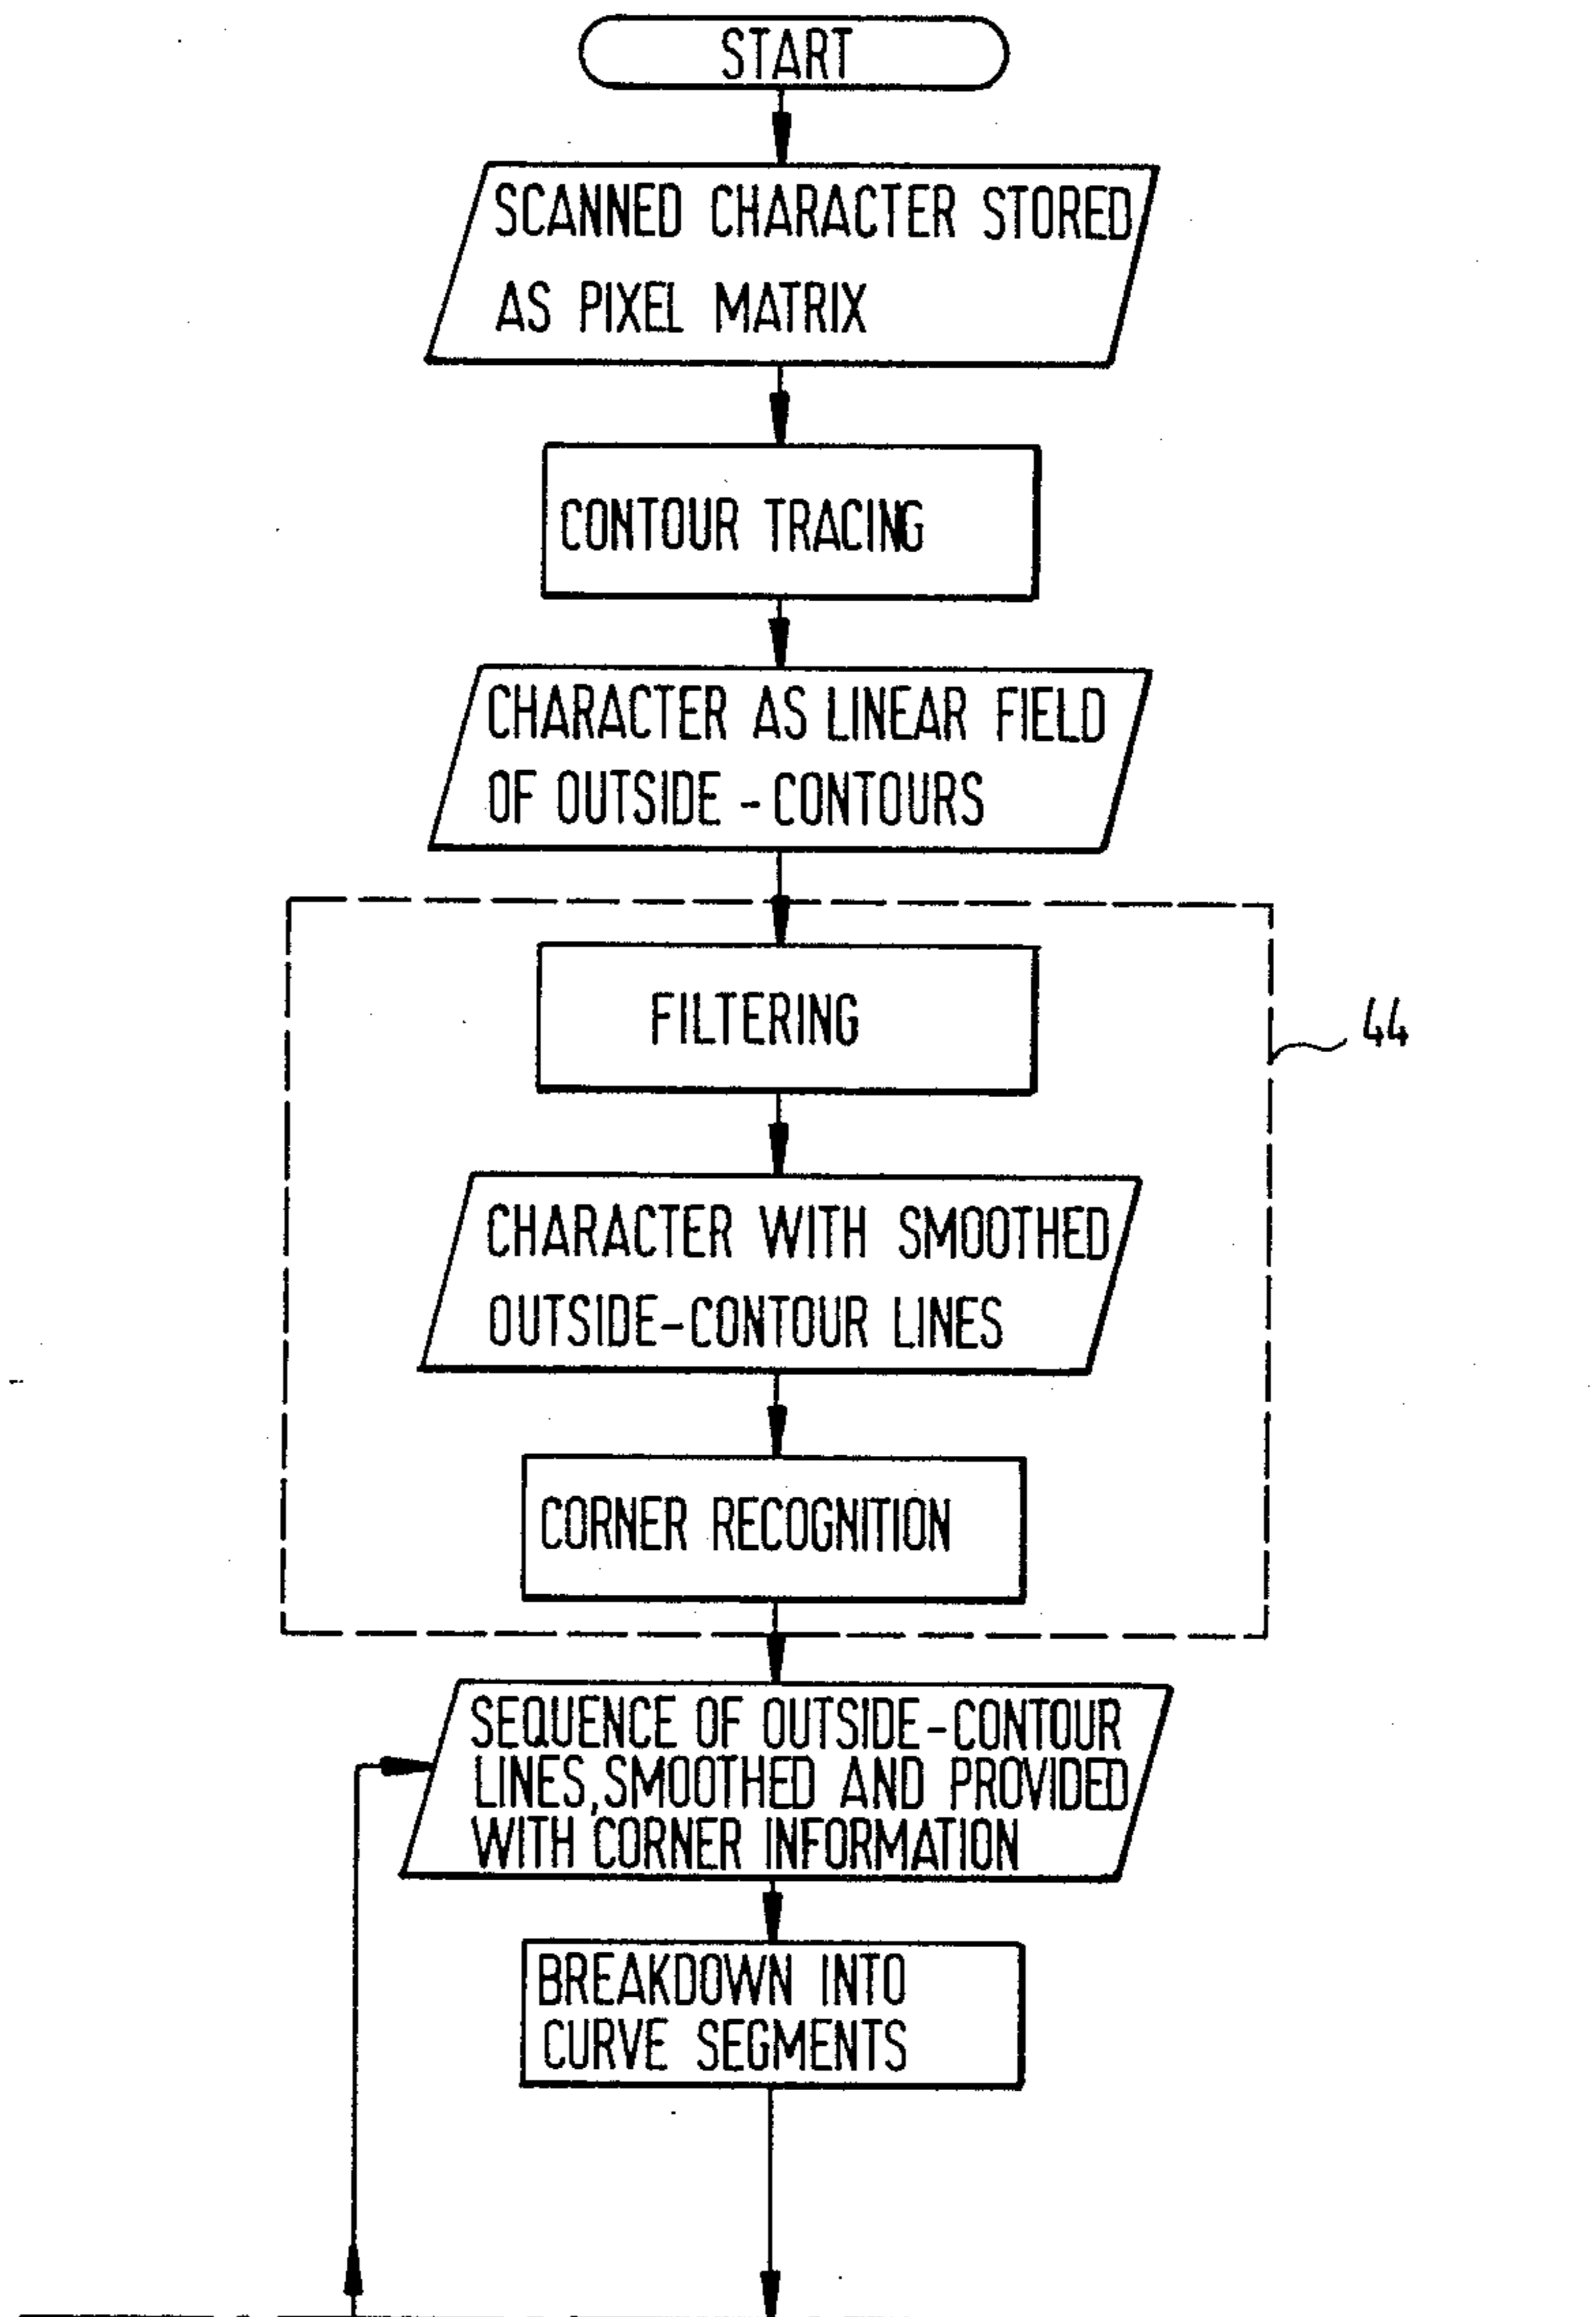 START
SCANNED CHARACTER STORED
AS PIXEL MATRIX
CONTOUR TRACING
CHARACTER AS LINEAR FIELD
OF OUTSIDE - CONTOURS
FILTERING
44
CHARACTER WITH SMOOTHED
OUTSIDE-CONTOUR LINES
CORNER RECOGNITION
SEQUENCE OF OUTSIDE-CONTOUR
LINES, SMOOTHED AND PROVIDED
WITH CORNER INFORMATION
BREAKDOWN INTO
CURVE SEGMENTS